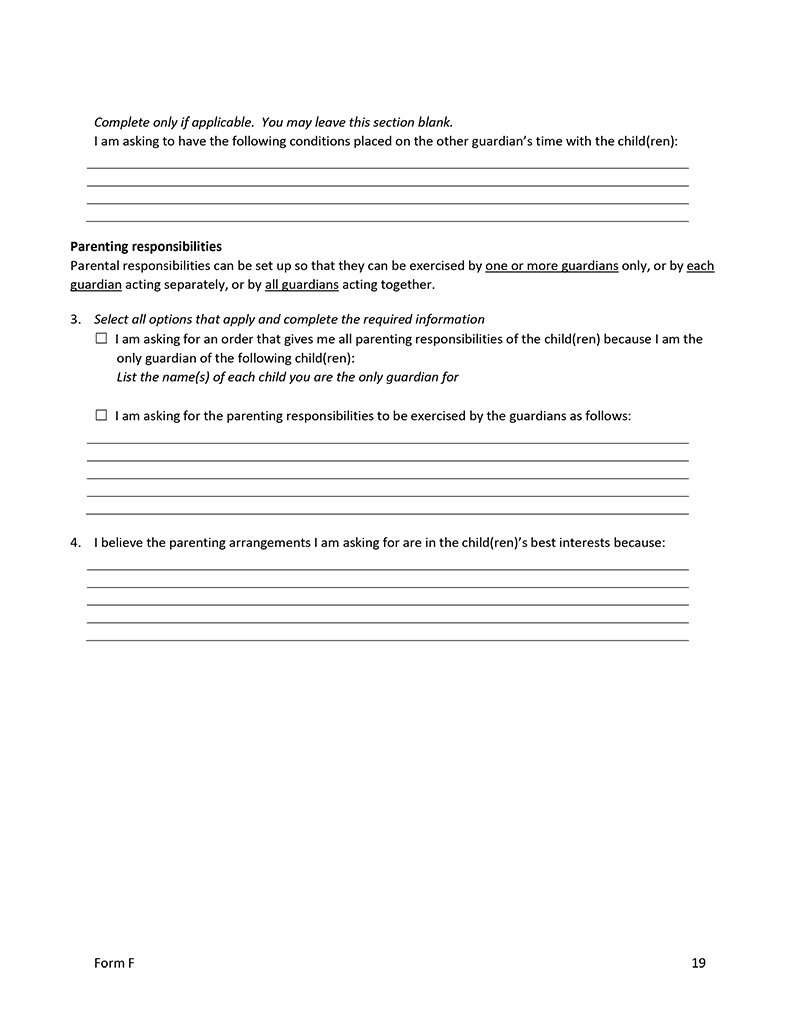 Complete only if applicable.  You may leave this section blank.
I am asking to have the following conditions placed on the other guardian’s time with the child(ren):
Parenting responsibilities
Parental responsibilities can be set up so that they can be exercised by one or more guardians only, or by each
guardian acting separately, or by all guardians acting together.
3. Select all options that apply and complete the required information
☐ I am asking for an order that gives me all parenting responsibilities of the child(ren) because I am the
only guardian of the following child(ren):
List the name(s) of each child you are the only guardian for
☐ I am asking for the parenting responsibilities to be exercised by the guardians as follows:
4. I believe the parenting arrangements I am asking for are in the child(ren)’s best interests because:
Form F 19